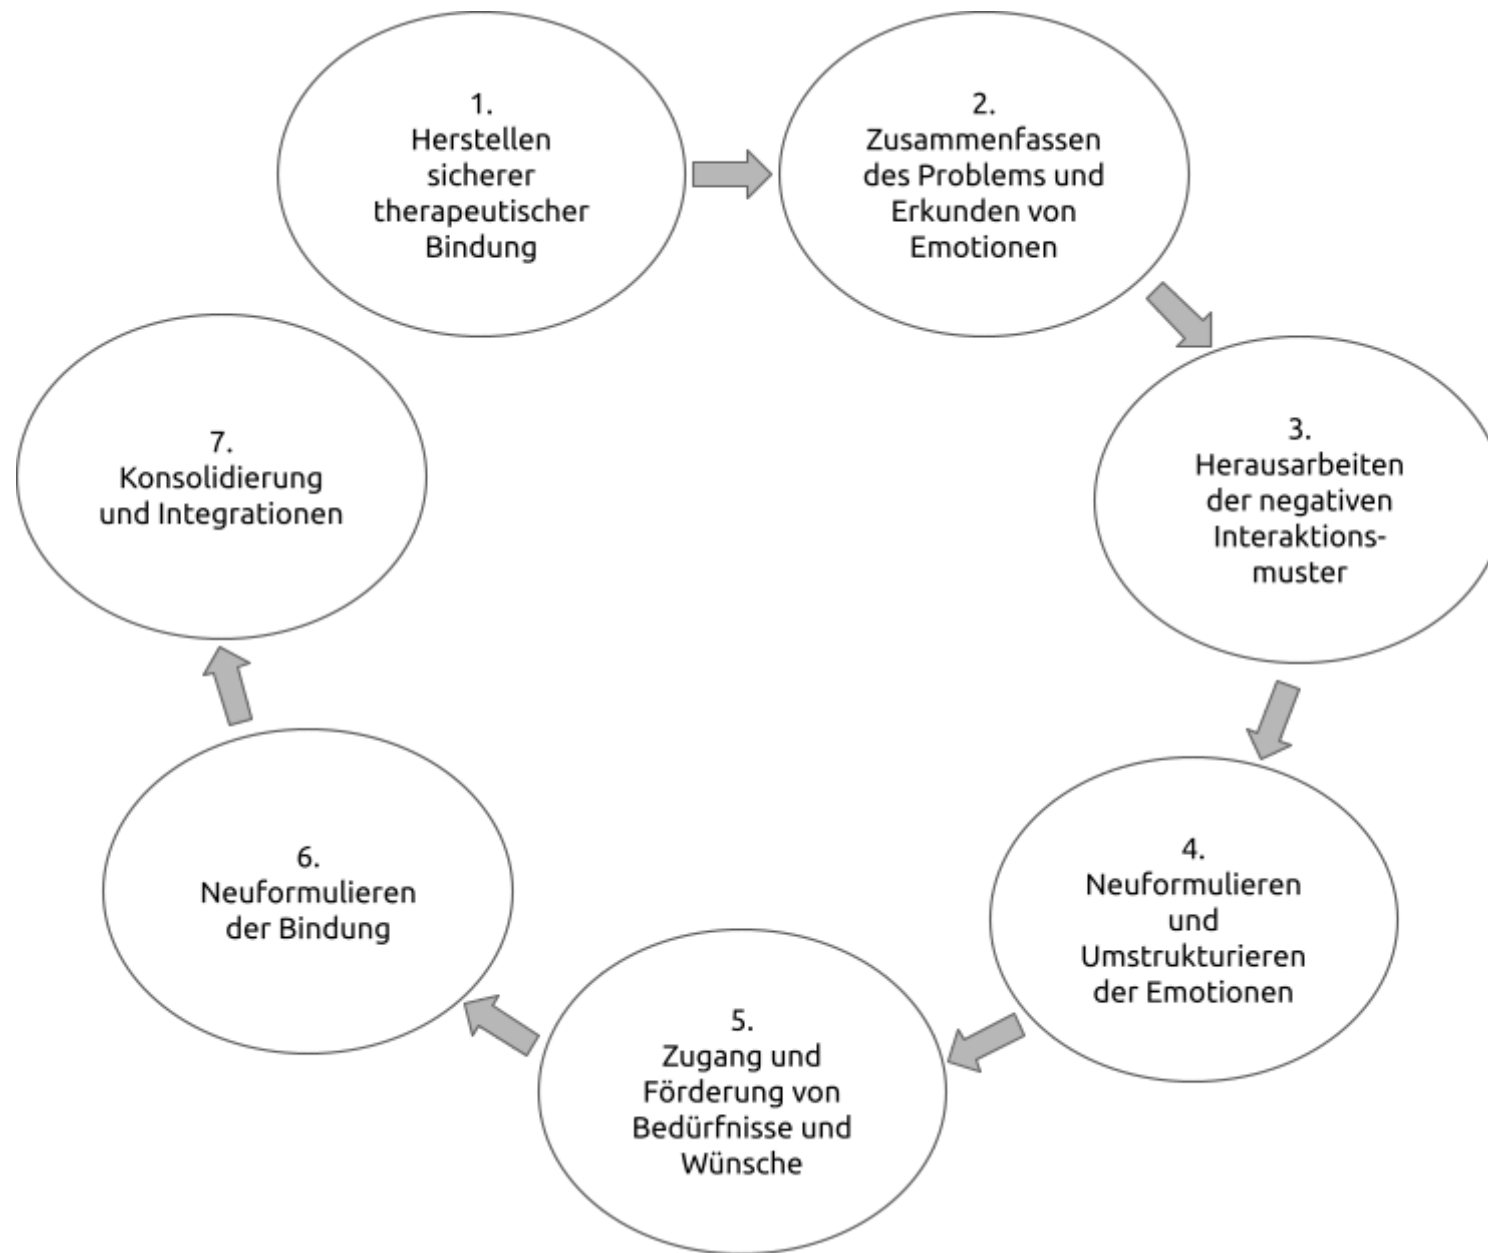 1.
Herstellen
sicherer
therapeutischer
Bindung
2.
Zusammenfassen
des Problems und
Erkunden von
Emotionen
3.
Herausarbeiten
der negativen
Interaktions-
muster
4.
Neuformulieren
und
Umstrukturieren
der Emotionen
5.
Zugang und
Förderung von
Bedürfnisse und
Wünsche
6.
Neuformulieren
der Bindung
7.
Konsolidierung
und Integrationen